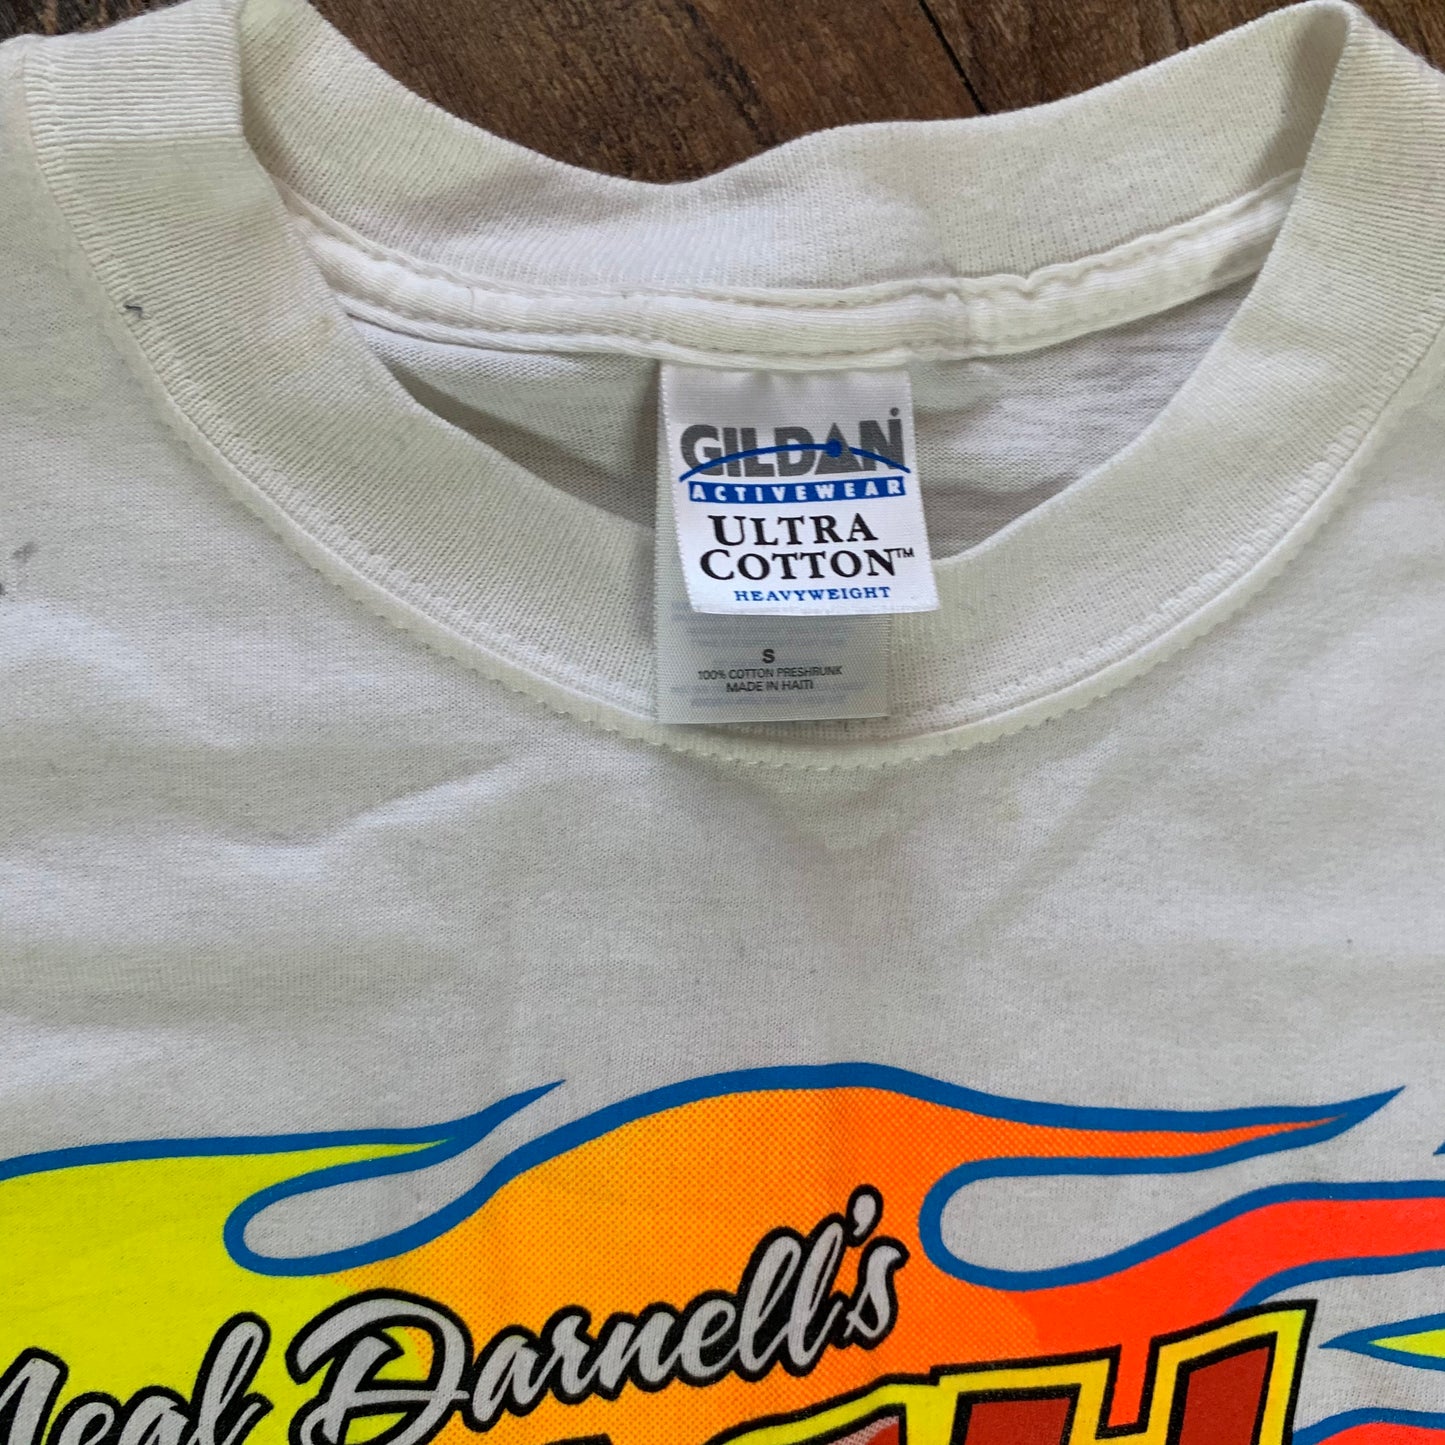 GILDAN
ACTIVEWEAR
ULTRA
COTTON™
HEAVYWEIGHT
S
100% COTTON PRESHRUNK
MADE IN HAITI
Neal Darnell's